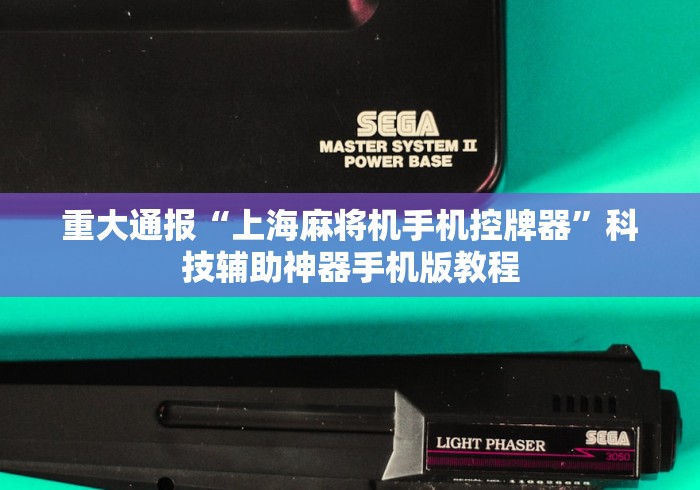 SEGA
MASTER SYSTEM II
POWER BASE
重大通报“上海麻将机手机控牌器”科
技辅助神器手机版教程
LIGHT PHASER
SEGA
3050